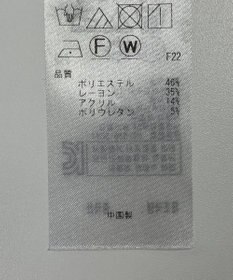 F W
F22
品質
ポリエステル 46%
レーヨン 35%
アクリル 14%
ポリウレタン 5%
中国製